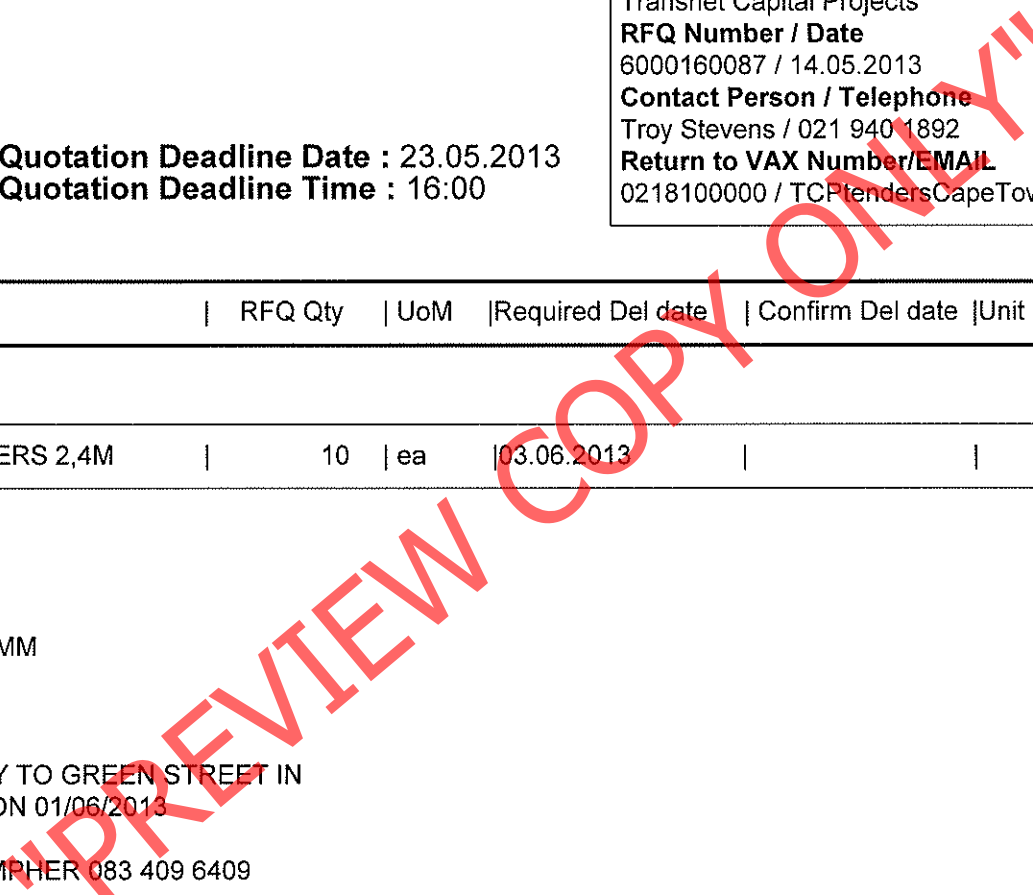 Transnet Capital Projects
RFQ Number / Date
6000160087 / 14.05.2013
Contact Person / Telephone
Troy Stevens / 021 940 1892
Quotation Deadline Date : 23.05.2013
Return to VAX Number/EMAIL
Quotation Deadline Time : 16:00
0218100000 / TCPtendersCapeTow
| RFQ Qty | UoM |Required Del date | Confirm Del date |Unit
ERS 2,4M | 10 | ea |03.06.2013 | |
MM
Y TO GREEN STREET IN
ON 01/06/2013
MPHER 083 409 6409
"PREVIEW COPY ONLY"